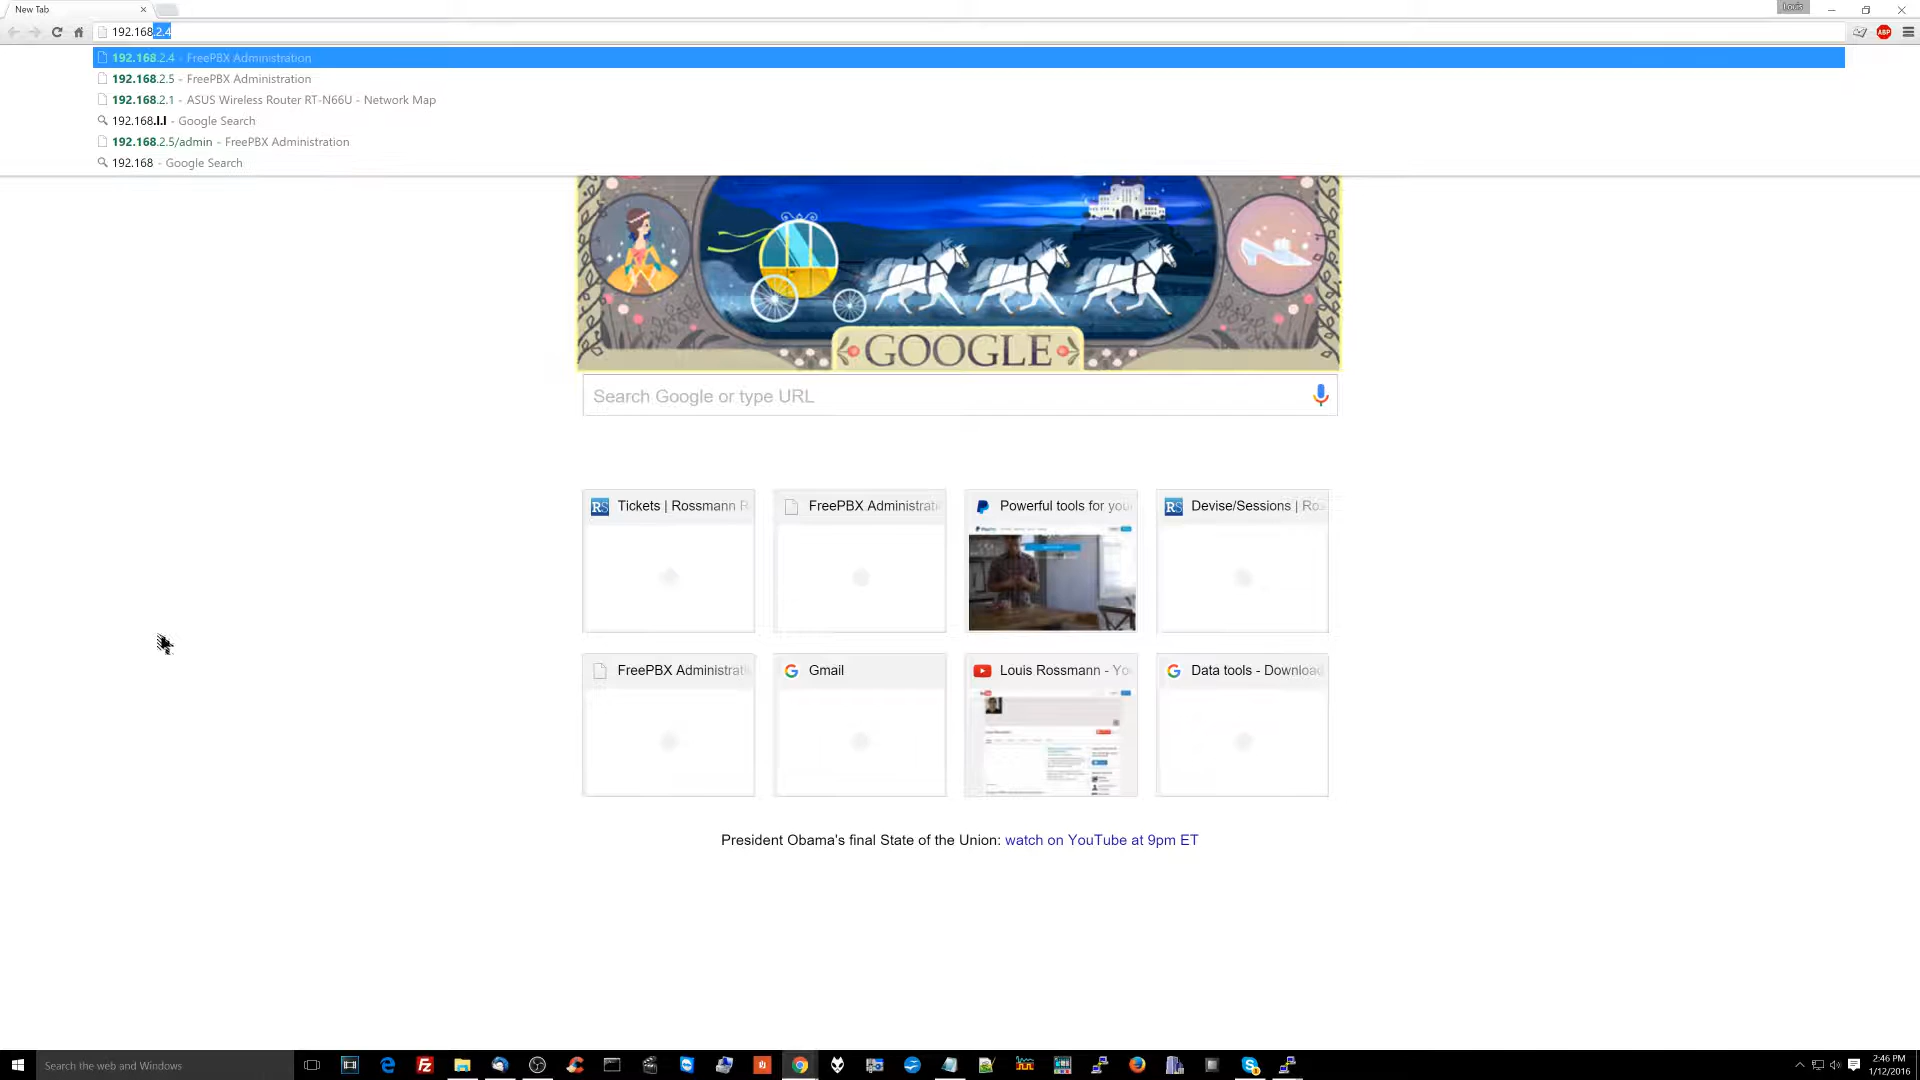 New Tab
Louis
192.168.2.4
192.168.2.4 - FreePBX Administration
192.168.2.5 - FreePBX Administration
192.168.2.1 - ASUS Wireless Router RT-N66U - Network Map
192.168.l.l - Google Search
192.168.2.5/admin - FreePBX Administration
192.168 - Google Search
GOOGLE
Search Google or type URL
Tickets | Rossmann R
FreePBX Administrati
Powerful tools for you
Devise/Sessions | Ros
FreePBX Administrati
Gmail
Louis Rossmann - Yo
Data tools - Download
President Obama's final State of the Union: watch on YouTube at 9pm ET
Search the web and Windows
2:46 PM
1/12/2016